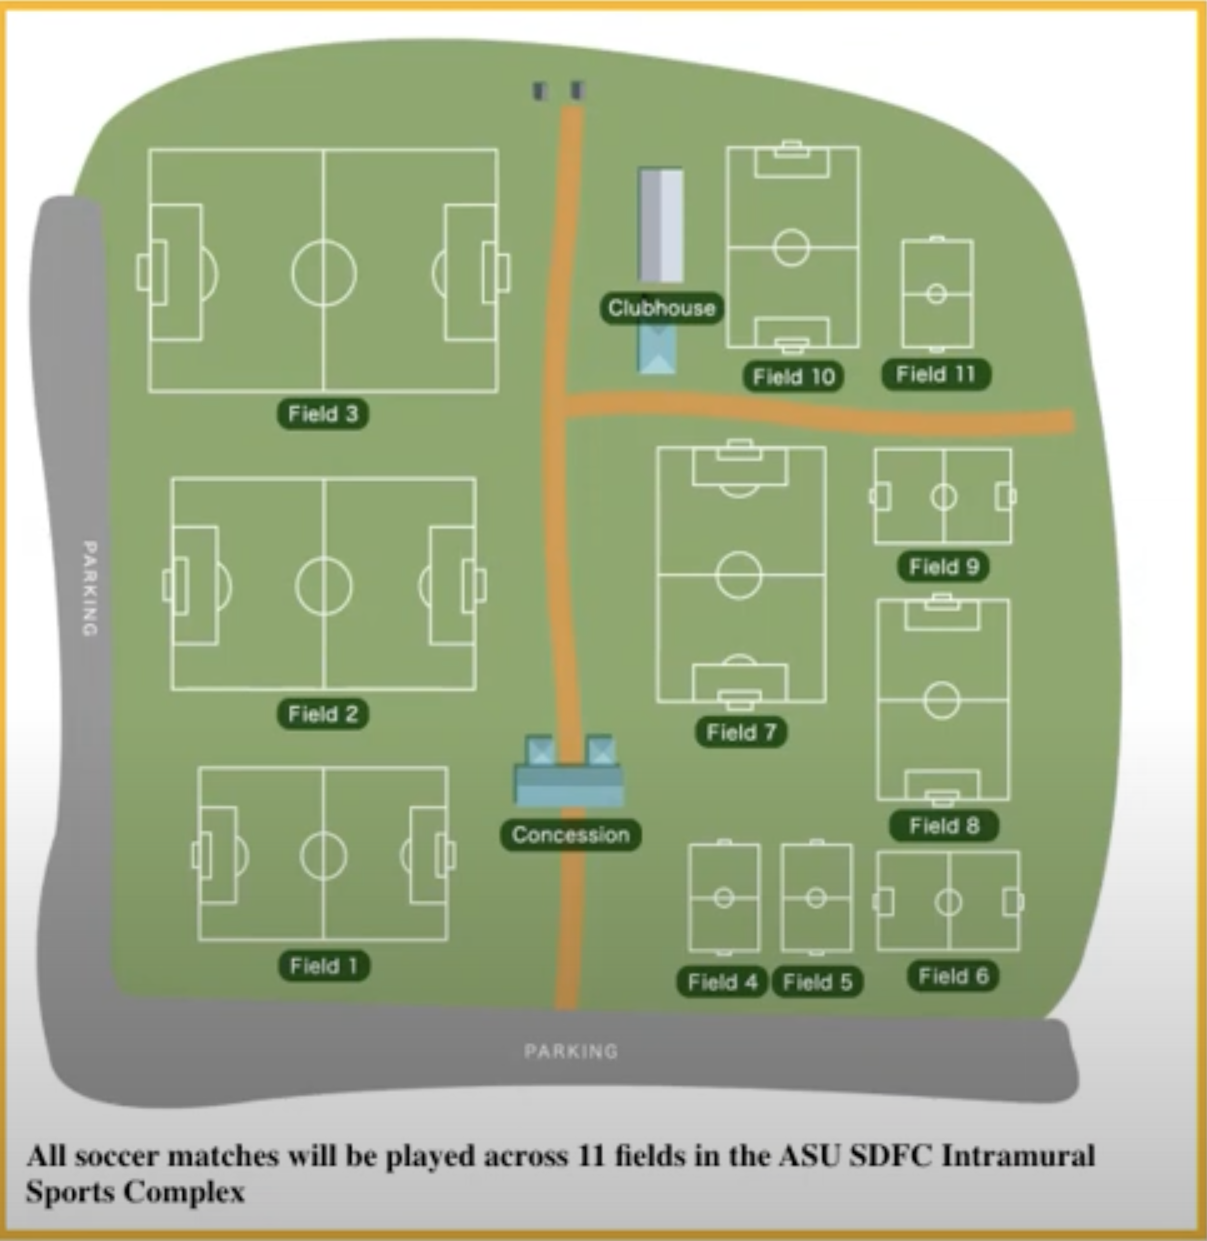 Clubhouse
Field 10
Field 11
Field 3
PARKING
Field 9
Field 2
Field 7
Field 8
Concession
Field 1
Field 4
Field 5
Field 6
PARKING
All soccer matches will be played across 11 fields in the ASU SDFC Intramural
Sports Complex